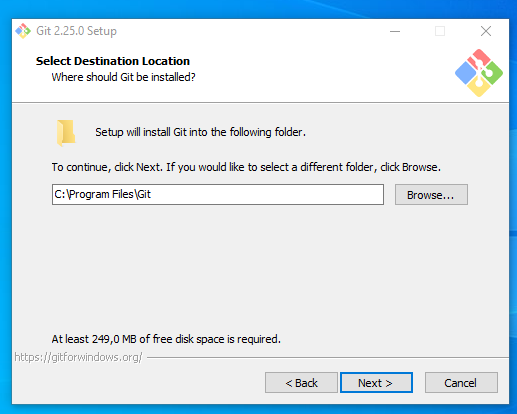 Git 2.25.0 Setup
Select Destination Location
Where should Git be installed?
Setup will install Git into the following folder.
To continue, click Next. If you would like to select a different folder, click Browse.
C:\Program Files\Git
Browse...
At least 249,0 MB of free disk space is required.
https://gitforwindows.org/
< Back
Next >
Cancel